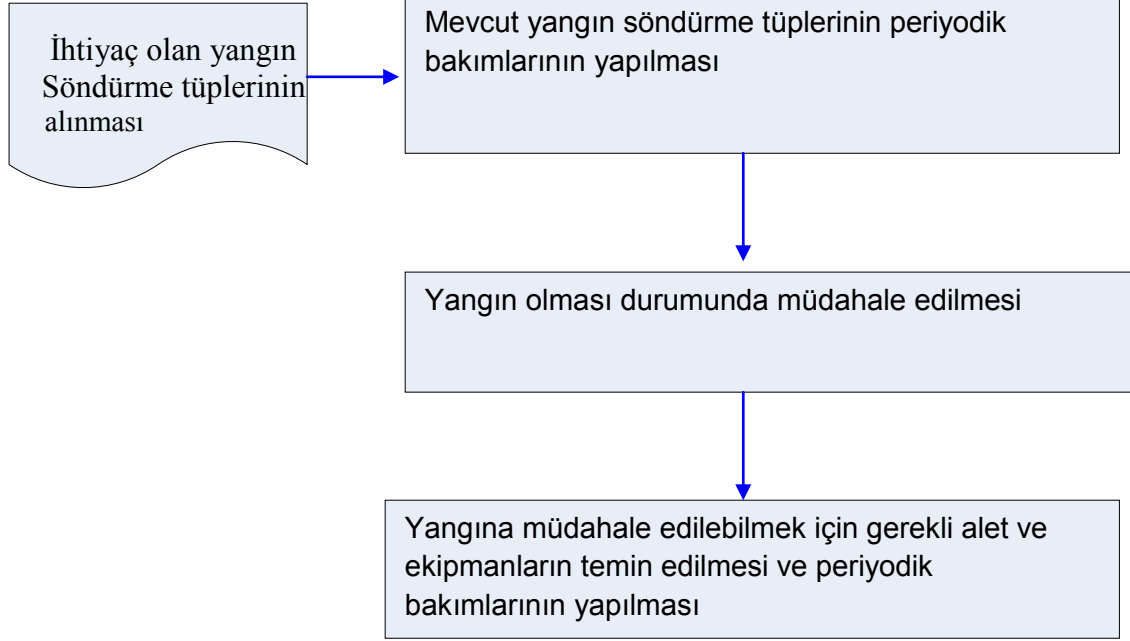 İhtiyaç olan yangın
Söndürme tüplerinin
alınması
Mevcut yangın söndürme tüplerinin periyodik
bakımlarının yapılması
Yangın olması durumunda müdahale edilmesi
Yangına müdahale edilebilmek için gerekli alet ve
ekipmanların temin edilmesi ve periyodik
bakımlarının yapılması